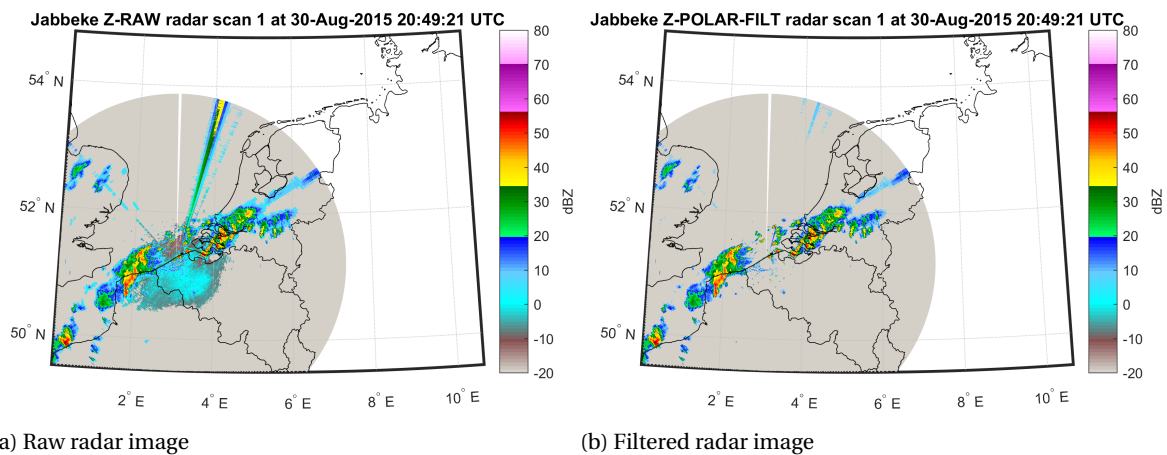 Jabbeke Z-RAW radar scan 1 at 30-Aug-2015 20:49:21 UTC
54° N
52° N
50° N
2° E
4° E
6° E
8° E
10° E
80
70
60
50
40
30
20
10
0
-10
-20
dBZ
a) Raw radar image
Jabbeke Z-POLAR-FILT radar scan 1 at 30-Aug-2015 20:49:21 UTC
54° N
52° N
50° N
2° E
4° E
6° E
8° E
10° E
80
70
60
50
40
30
20
10
0
-10
-20
dBZ
(b) Filtered radar image